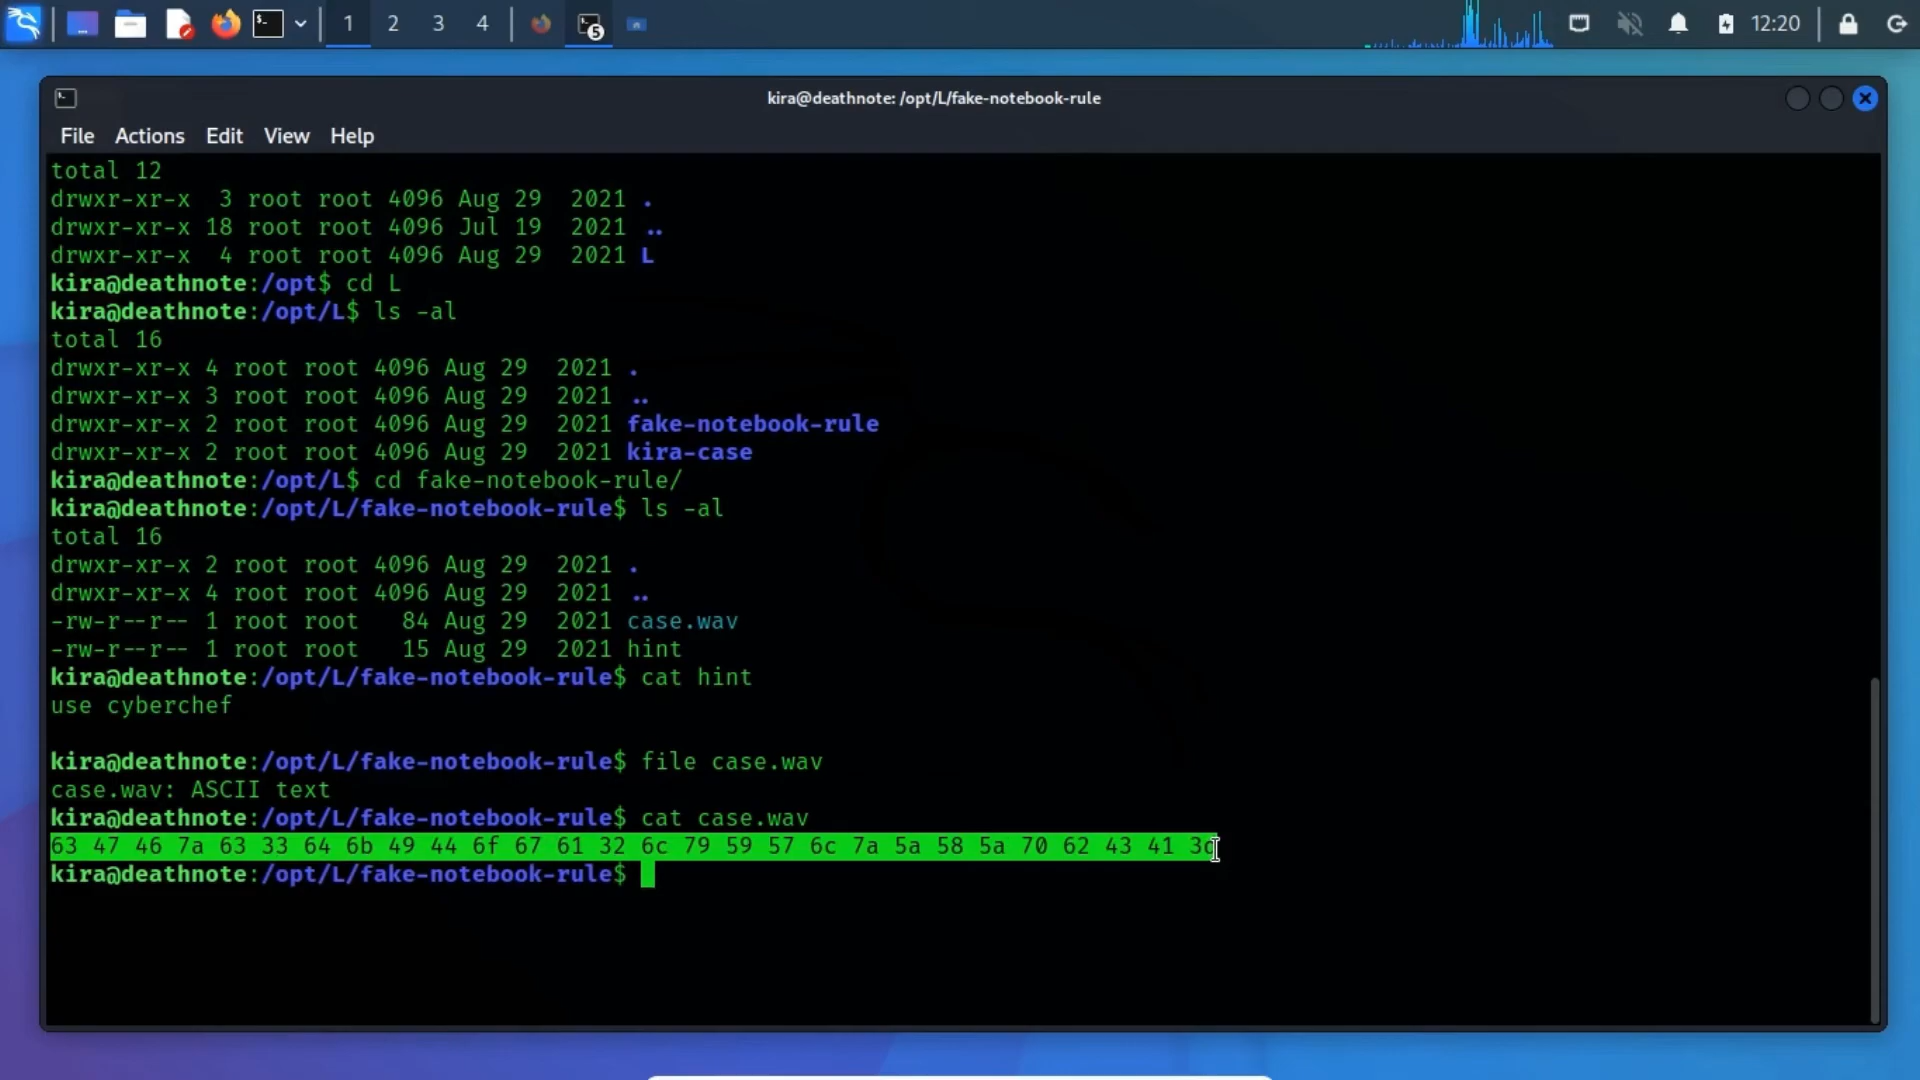 1 2 3 4 5 12:20
kira@deathnote: /opt/L/fake-notebook-rule
File Actions Edit View Help
total 12
drwxr-xr-x  3 root root 4096 Aug 29  2021 .
drwxr-xr-x 18 root root 4096 Jul 19  2021 ..
drwxr-xr-x  4 root root 4096 Aug 29  2021 L
kira@deathnote:/opt$ cd L
kira@deathnote:/opt/L$ ls -al
total 16
drwxr-xr-x 4 root root 4096 Aug 29  2021 .
drwxr-xr-x 3 root root 4096 Aug 29  2021 ..
drwxr-xr-x 2 root root 4096 Aug 29  2021 fake-notebook-rule
drwxr-xr-x 2 root root 4096 Aug 29  2021 kira-case
kira@deathnote:/opt/L$ cd fake-notebook-rule/
kira@deathnote:/opt/L/fake-notebook-rule$ ls -al
total 16
drwxr-xr-x 2 root root 4096 Aug 29  2021 .
drwxr-xr-x 4 root root 4096 Aug 29  2021 ..
-rw-r--r-- 1 root root   84 Aug 29  2021 case.wav
-rw-r--r-- 1 root root   15 Aug 29  2021 hint
kira@deathnote:/opt/L/fake-notebook-rule$ cat hint
use cyberchef
kira@deathnote:/opt/L/fake-notebook-rule$ file case.wav
case.wav: ASCII text
kira@deathnote:/opt/L/fake-notebook-rule$ cat case.wav
63 47 46 7a 63 33 64 6b 49 44 6f 67 61 32 6c 79 59 57 6c 7a 5a 58 5a 70 62 43 41 3d
kira@deathnote:/opt/L/fake-notebook-rule$